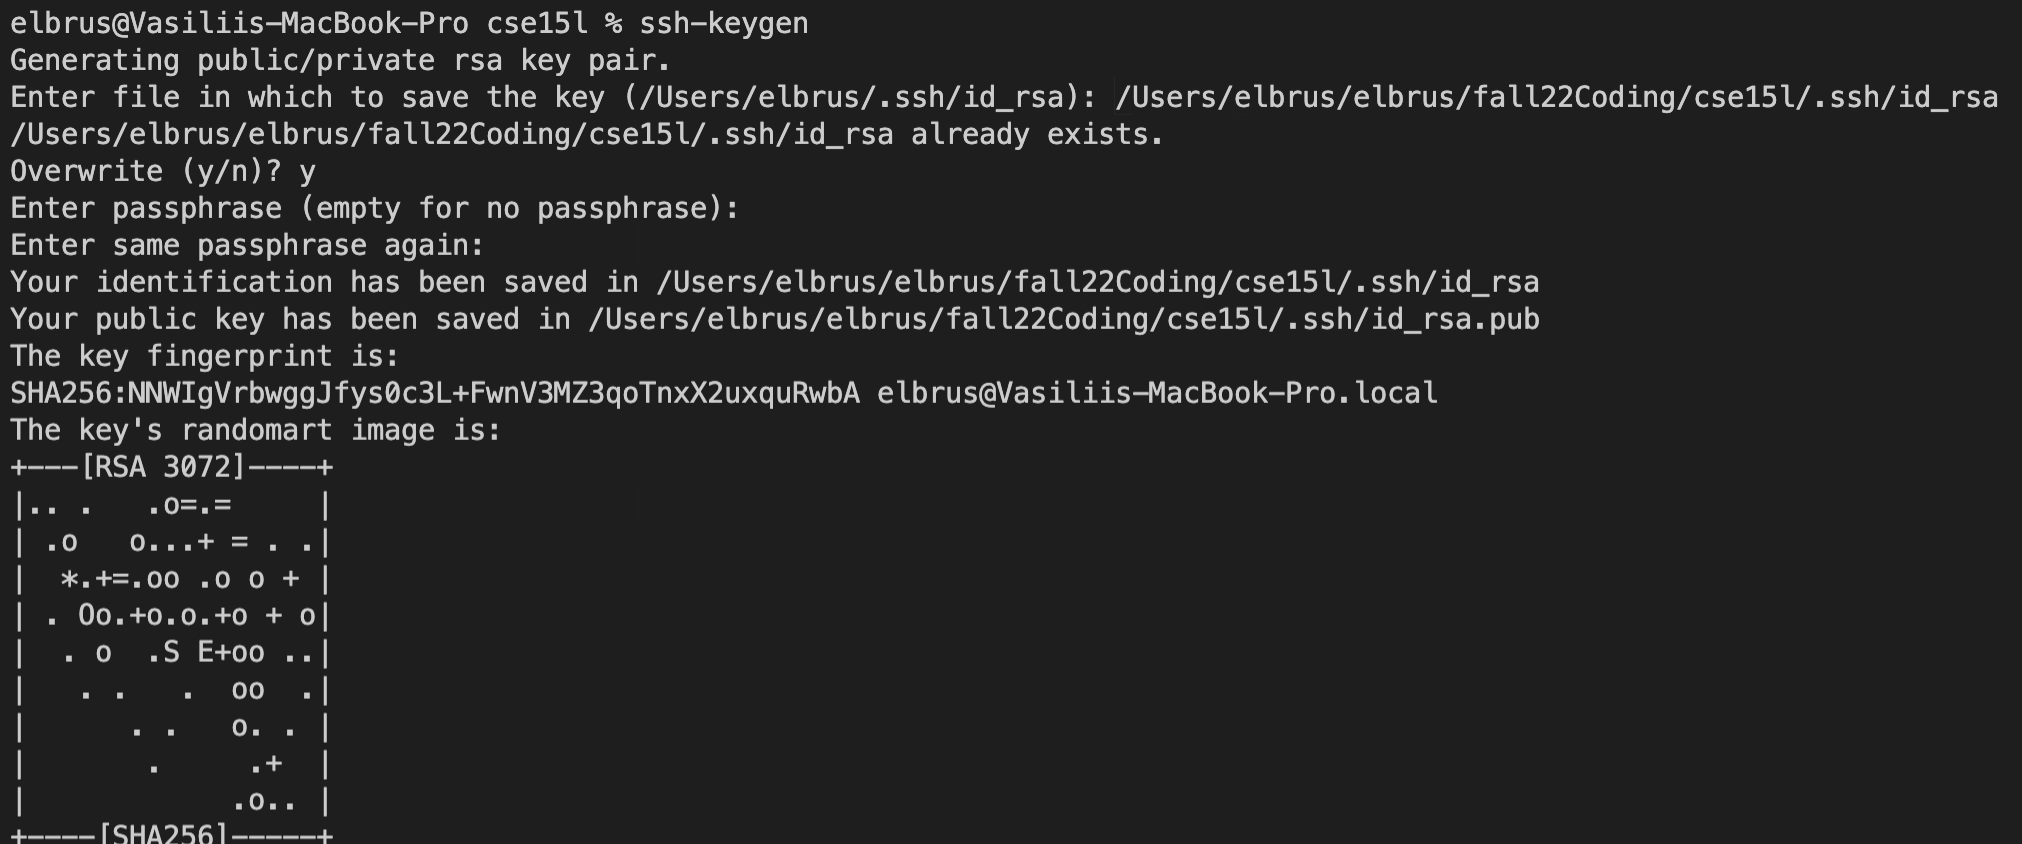 elbrus@Vasiliis-MacBook-Pro cse15l % ssh-keygen
Generating public/private rsa key pair.
Enter file in which to save the key (/Users/elbrus/.ssh/id_rsa): /Users/elbrus/elbrus/fall22Coding/cse15l/.ssh/id_rsa
/Users/elbrus/elbrus/fall22Coding/cse15l/.ssh/id_rsa already exists.
Overwrite (y/n)? y
Enter passphrase (empty for no passphrase):
Enter same passphrase again:
Your identification has been saved in /Users/elbrus/elbrus/fall22Coding/cse15l/.ssh/id_rsa
Your public key has been saved in /Users/elbrus/elbrus/fall22Coding/cse15l/.ssh/id_rsa.pub
The key fingerprint is:
SHA256:NNWIgVrbwggJfys0c3L+FwnV3MZ3qoTnxX2uxquRwbA elbrus@Vasiliis-MacBook-Pro.local
The key's randomart image is:
+---[RSA 3072]----+
|.. .   .o=.=     |
| .o   o...+ = . .|
|  *.+=.oo .o o + |
| . Oo.+o.o.+o + o|
|  . o  .S E+oo ..|
|   . .   .  oo  .|
|      . .   o. . |
|       .     .+  |
|            .o.. |
+----[SHA256]-----+